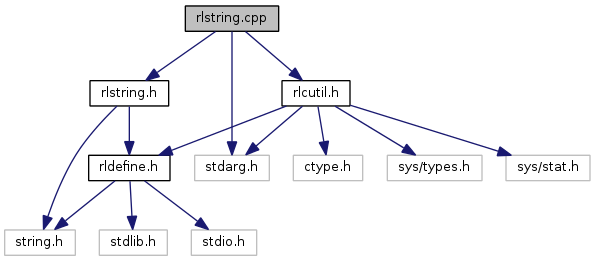 rlstring.cpp
rlstring.h
rlcutil.h
rldefine.h
stdarg.h
ctype.h
sys/types.h
sys/stat.h
string.h
stdlib.h
stdio.h